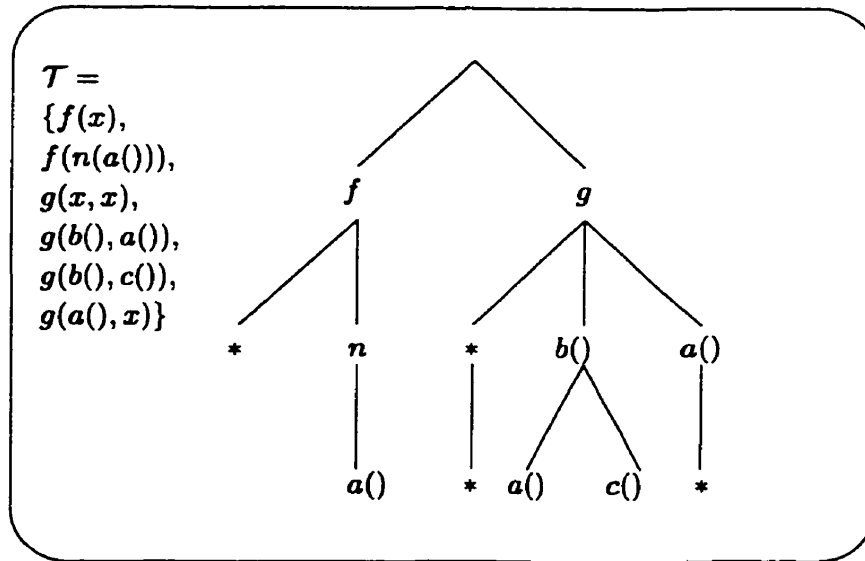 𝒯 =
{f(x),
f(n(a())),
g(x, x),
g(b(), a()),
g(b(), c()),
g(a(), x)}
f g
* n * b() a()
a() * a() c() *